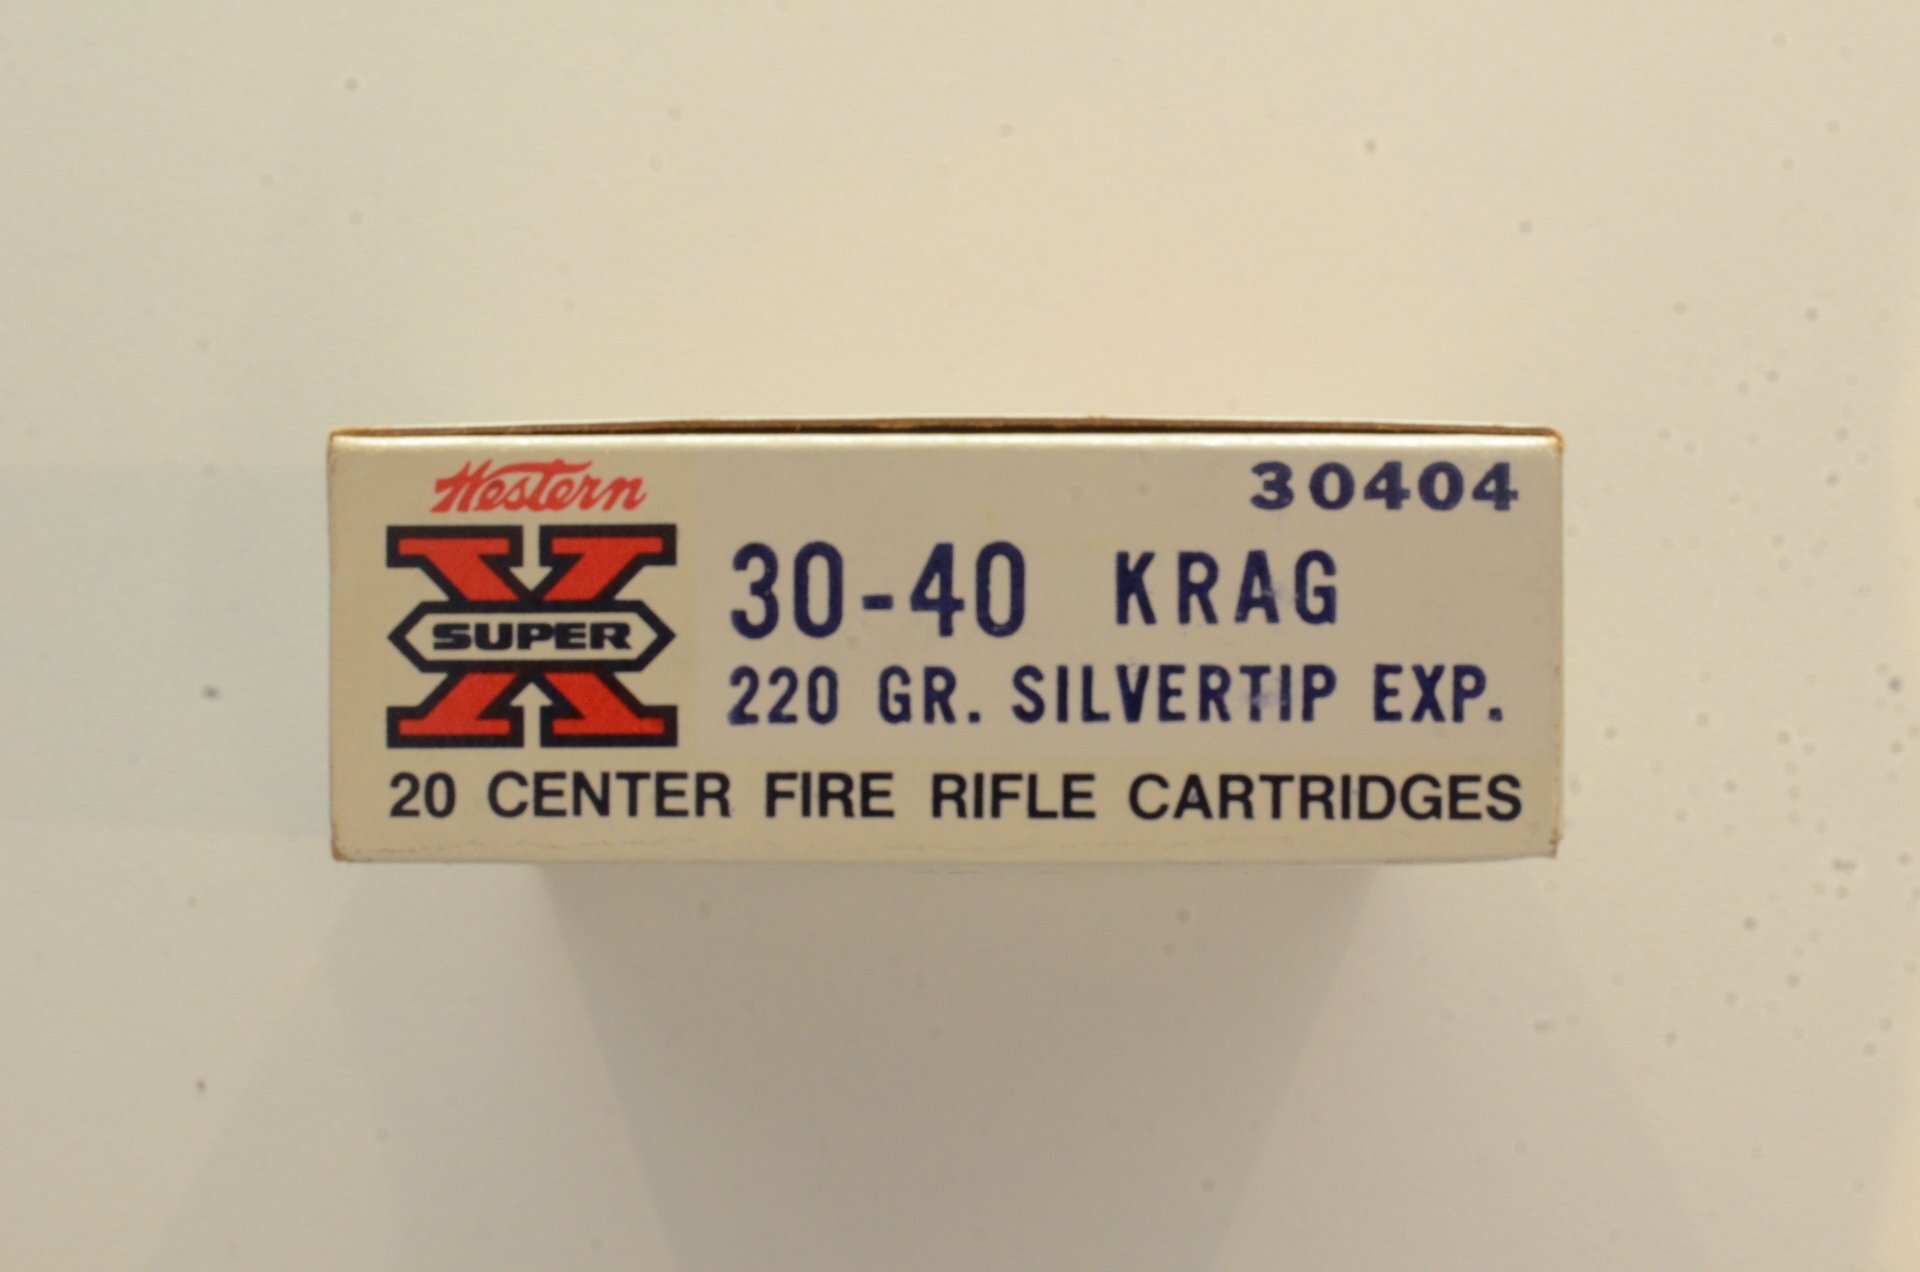 Western
SUPER X
30404
30-40 KRAG
220 GR. SILVERTIP EXP.
20 CENTER FIRE RIFLE CARTRIDGES